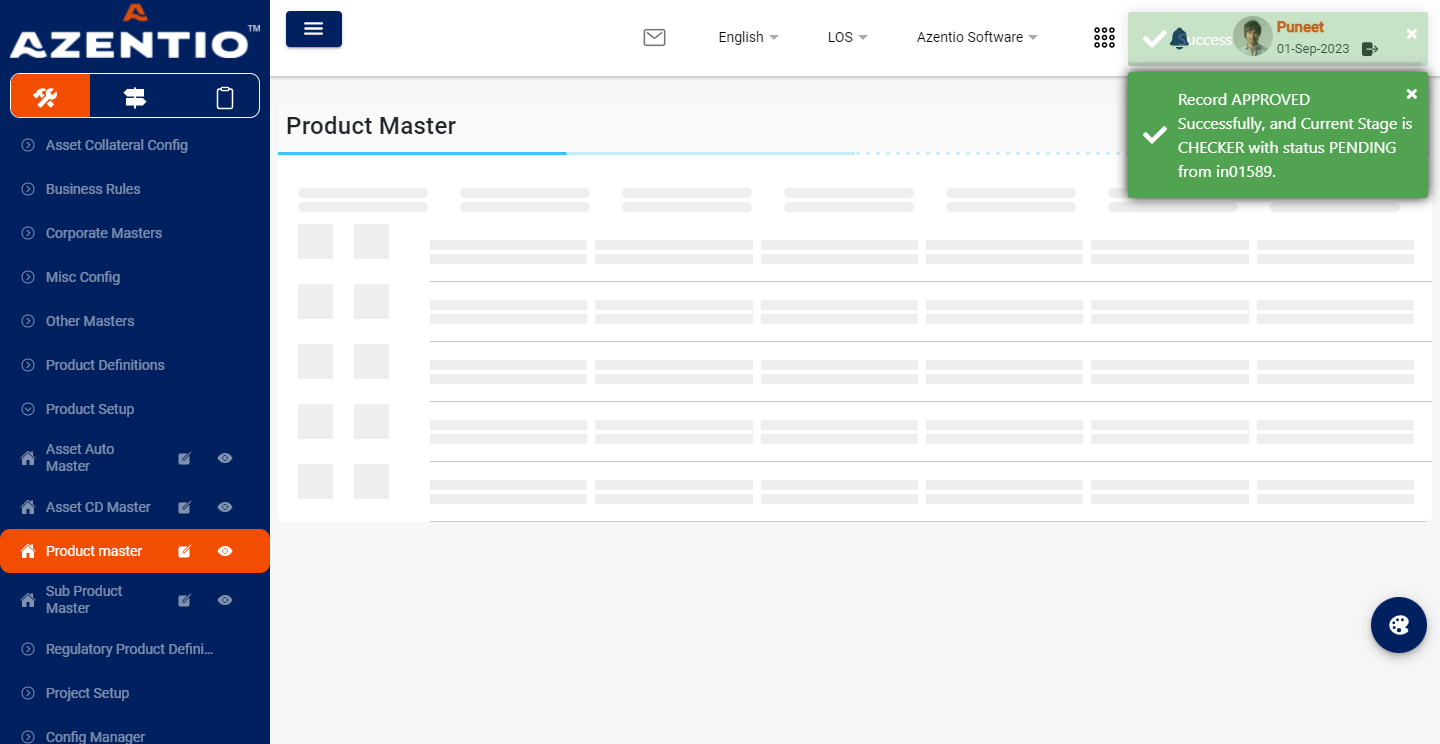 AZENTIO™
Asset Collateral Config
Business Rules
Corporate Masters
Misc Config
Other Masters
Product Definitions
Product Setup
Asset Auto
Master
Asset CD Master
Product master
Sub Product
Master
Regulatory Product Defini...
Project Setup
Config Manager
English
LOS
Azentio Software
Success
Puneet
01-Sep-2023
Product Master
Record APPROVED
Successfully, and Current Stage is
CHECKER with status PENDING
from in01589.